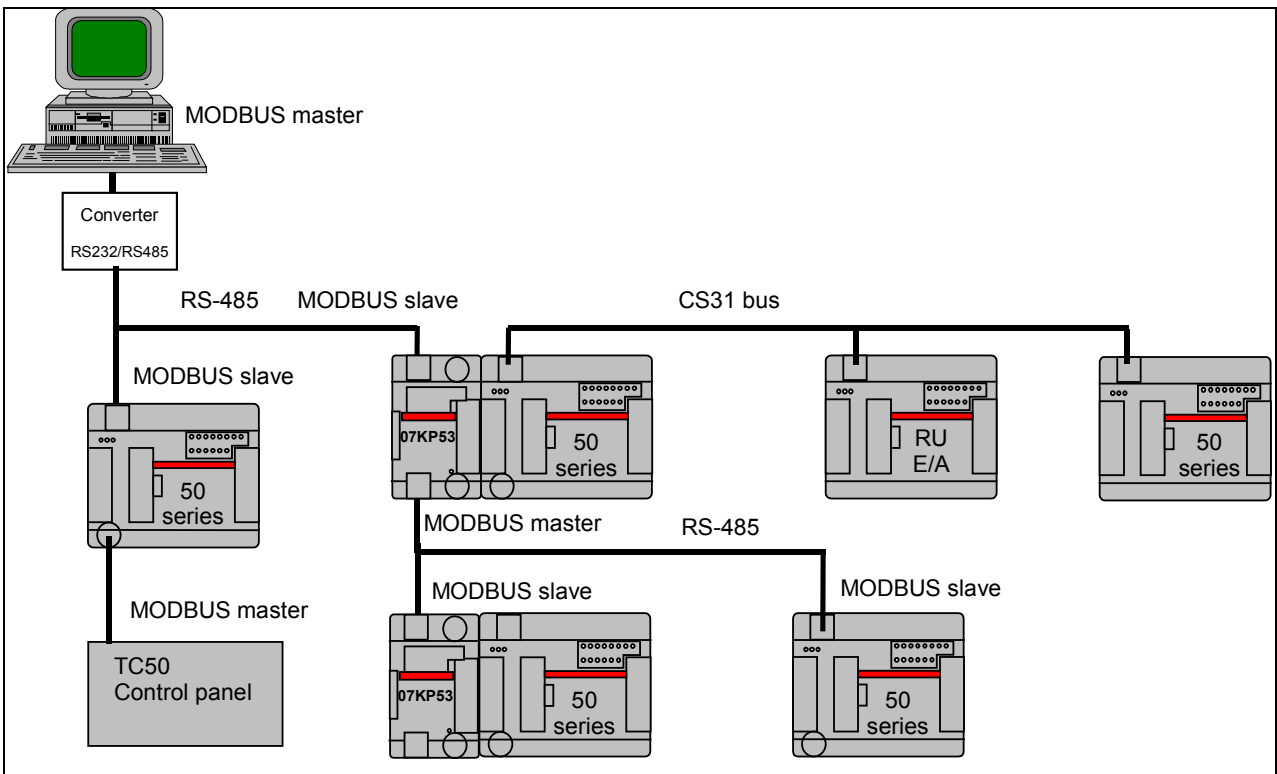 MODBUS master
Converter
RS232/RS485
RS-485
MODBUS slave
CS31 bus
MODBUS slave
50
series
07KP53
50
series
RU
E/A
50
series
MODBUS master
RS-485
MODBUS master
TC50
Control panel
MODBUS slave
07KP53
50
series
MODBUS slave
50
series